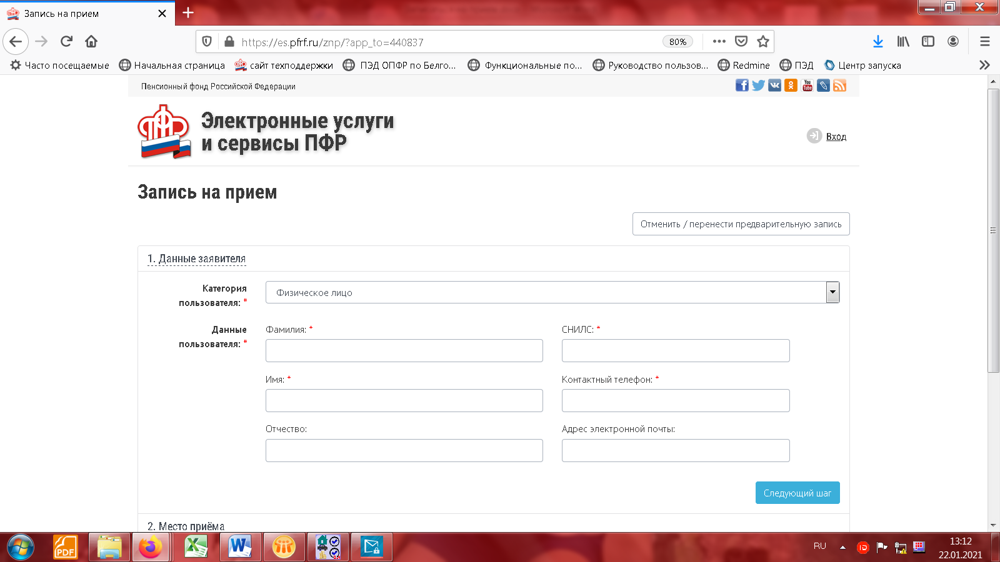 Запись на прием
https://es.pfrf.ru/znp/?app_to=440837
80%
Часто посещаемые
Начальная страница
сайт техподдержки
ПЭД ОПФР по Белго...
Функциональные по...
Руководство пользов...
Redmine
ПЭД
Центр запуска
Пенсионный фонд Российской Федерации
You
Tube
Электронные услуги
и сервисы ПФР
Вход
Запись на прием
Отменить / перенести предварительную запись
1. Данные заявителя
Категория
пользователя: *
Физическое лицо
Данные
пользователя: *
Фамилия: *
СНИЛС: *
Имя: *
Контактный телефон: *
Отчество:
Адрес электронной почты:
Следующий шаг
2. Место приёма
PDF
RU
13:12
22.01.2021